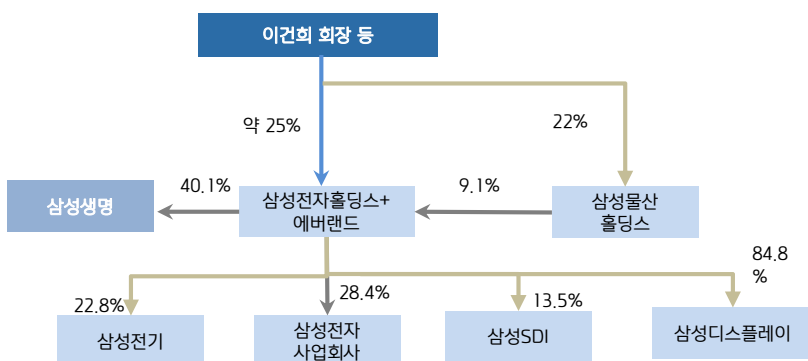 이건희 회장 등
약 25%
22%
40.1%
9.1%
삼성생명
삼성전자홀딩스+
에버랜드
삼성물산
홀딩스
84.8
%
22.8%
28.4%
13.5%
삼성전기
삼성전자
사업회사
삼성SDI
삼성디스플레이